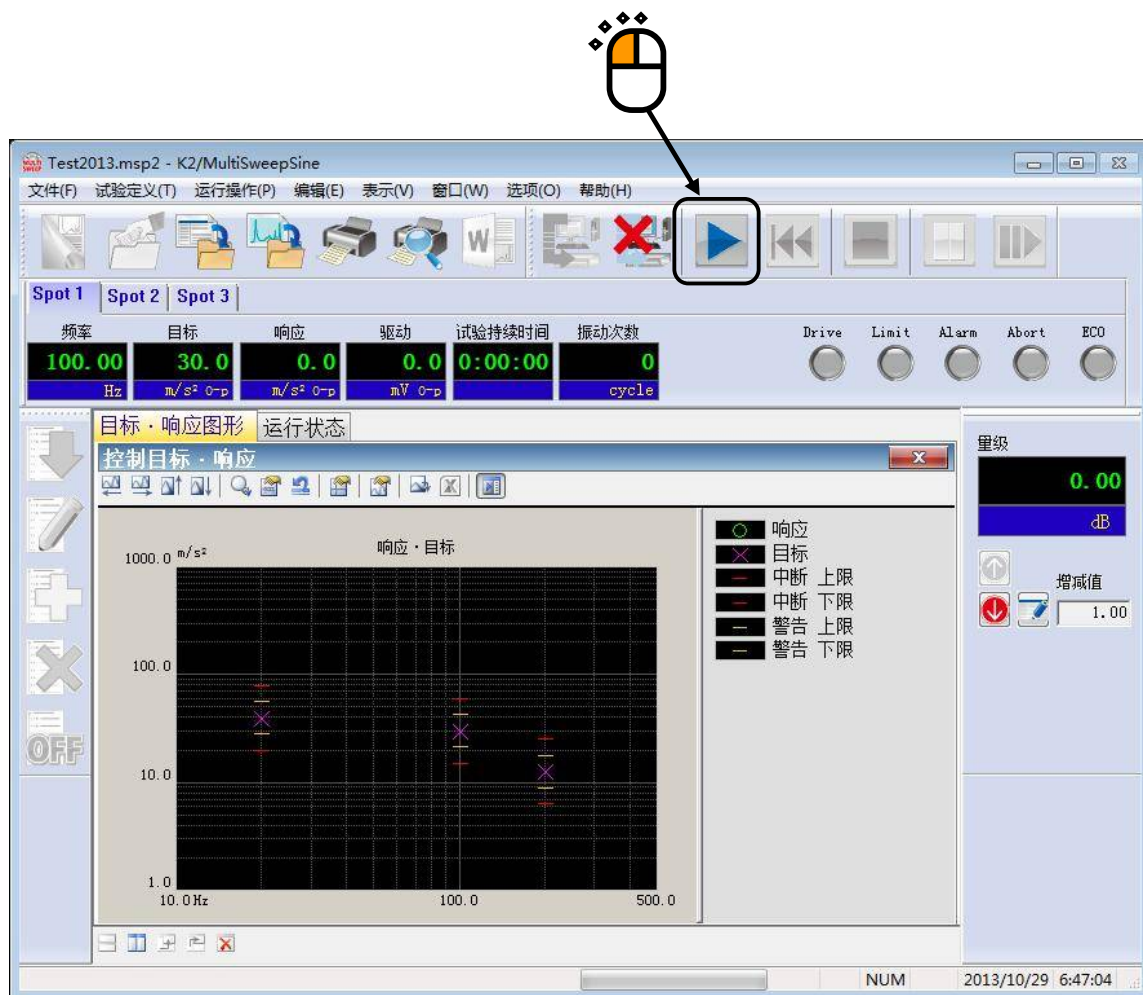 Test2013.msp2 - K2/MultiSweepSine
文件(F) 试验定义(T) 运行操作(P) 编辑(E) 表示(V) 窗口(W) 选项(O) 帮助(H)
W
Spot 1 Spot 2 Spot 3
频率 目标 响应 驱动 试验持续时间 振动次数 Drive Limit Alarm Abort ECO
100.00 30.0 0.0 0.0 0:00:00 0
Hz m/s² 0-p m/s² 0-p mV 0-p cycle
目标・响应图形 运行状态
控制目标・响应
量级
0.00
dB
增减值
1.00
OFF
响应・目标
1000.0 m/s²
100.0
10.0
1.0
10.0Hz 100.0 500.0
响应
目标
中断 上限
中断 下限
警告 上限
警告 下限
NUM 2013/10/29 6:47:04